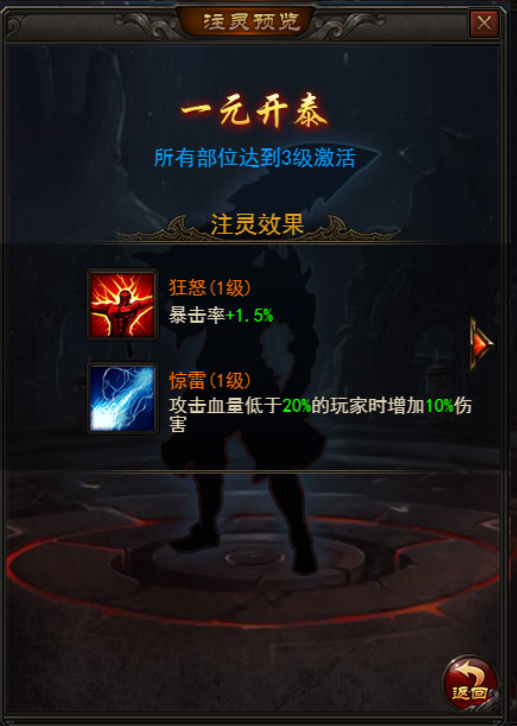 注灵预览
一元开泰
所有部位达到3级激活
注灵效果
狂怒(1级)
暴击率+1.5%
惊雷(1级)
攻击血量低于20%的玩家时增加10%伤
害
返回